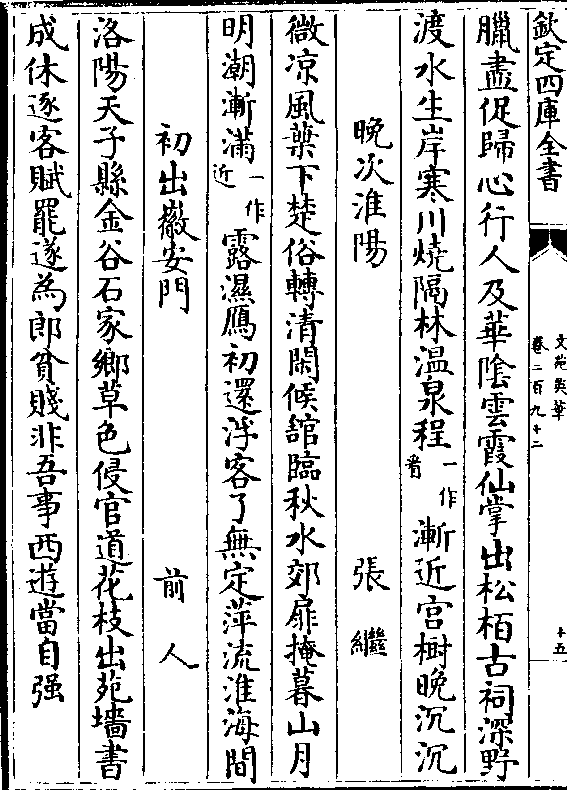 欽定四庫全書
文苑英華
卷二百九十二
十五
臘盡促歸心行人及華陰雲霞仙掌出松栢古祠深野
渡水生岸寒川燒隔林溫泉程一作看漸近宫樹晚沉沉
晚次淮陽 張繼
微凉風葉下楚俗轉清閑候館臨秋水郊扉掩暮山月
明潮漸滿一作近露濕鴈初還浮客了無定萍流淮海間
初出徽安門 前人
洛陽天子縣金谷石家鄉草色侵官道花枝出苑墻書
成休逐客賦罷遂為郎貧賤非吾事西遊當自强